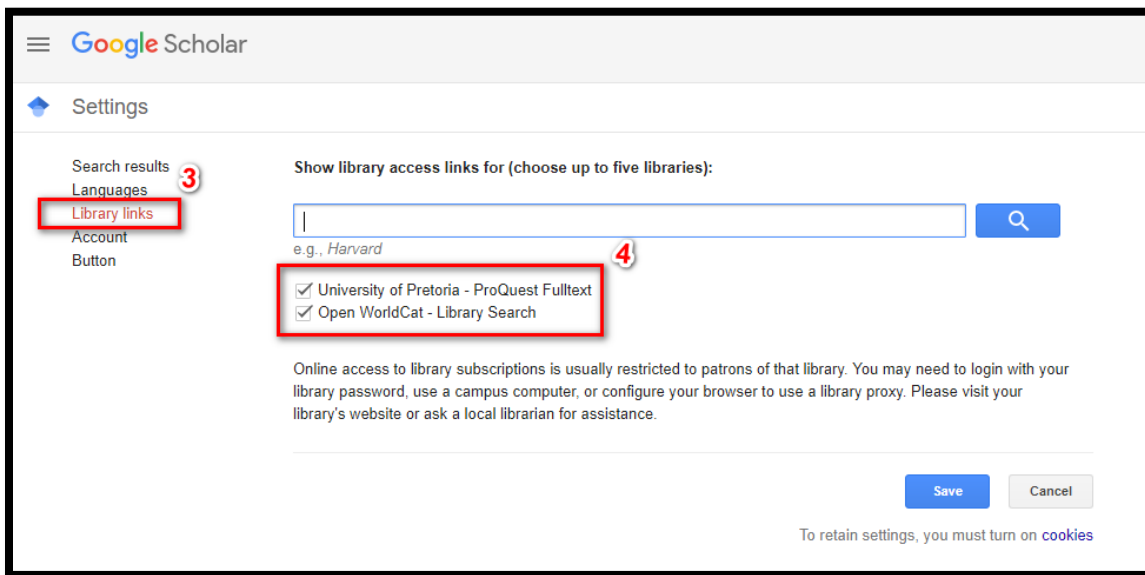 Google Scholar
Settings
Search results
3
Languages
Library links
Account
Button
Show library access links for (choose up to five libraries):
e.g., Harvard
4
University of Pretoria - ProQuest Fulltext
Open WorldCat - Library Search
Online access to library subscriptions is usually restricted to patrons of that library. You may need to login with your
library password, use a campus computer, or configure your browser to use a library proxy. Please visit your
library's website or ask a local librarian for assistance.
Save Cancel
To retain settings, you must turn on cookies